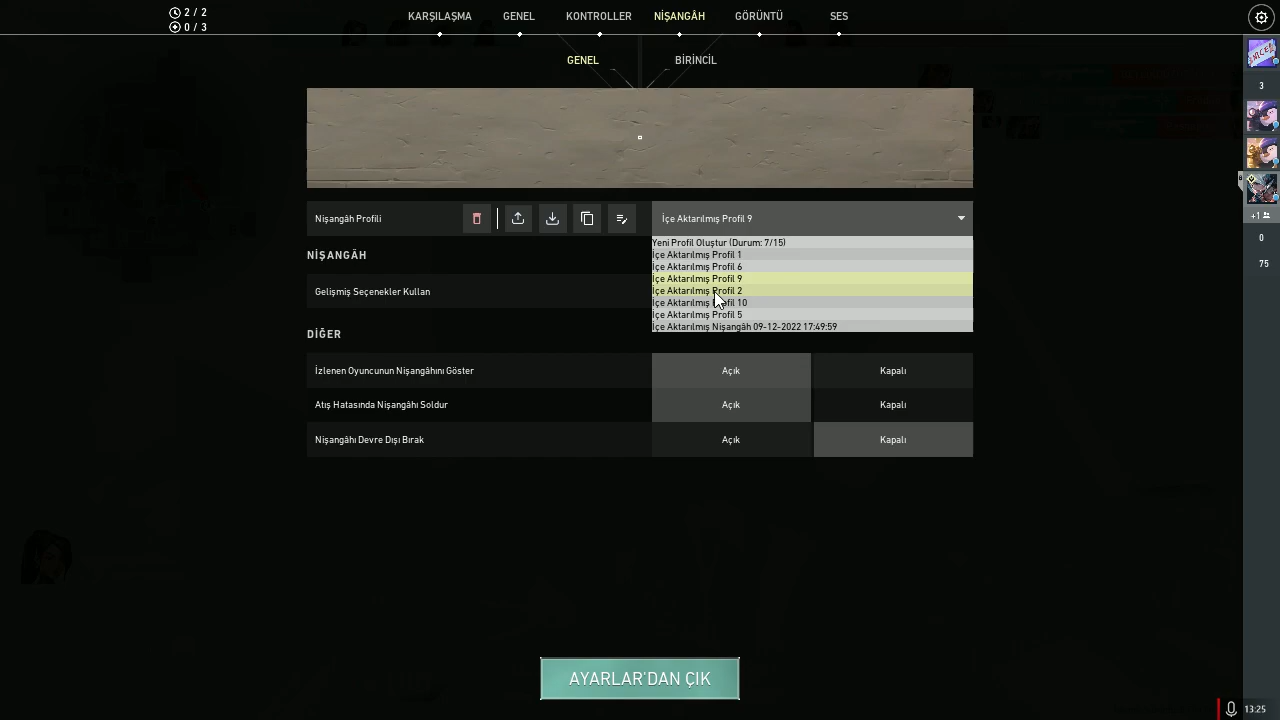 2 / 2
0 / 3
KARŞILAŞMA GENEL KONTROLLER NİŞANGÂH GÖRÜNTÜ SES
GENEL BİRİNCİL
Nişangâh Profili
İçe Aktarılmış Profil 9
Yeni Profil Oluştur (Durum: 7/15)
İçe Aktarılmış Profil 1
İçe Aktarılmış Profil 6
İçe Aktarılmış Profil 9
İçe Aktarılmış Profil 2
İçe Aktarılmış Profil 10
İçe Aktarılmış Profil 5
İçe Aktarılmış Nişangâh 09-12-2022 17:49:59
NİŞANGÂH
Gelişmiş Seçenekler Kullan
DİĞER
İzlenen Oyuncunun Nişangâhını Göster Açık Kapalı
Atış Hatasında Nişangâhı Soldur Açık Kapalı
Nişangâhı Devre Dışı Bırak Açık Kapalı
AYARLAR'DAN ÇIK
3
+1
0
75
13:25